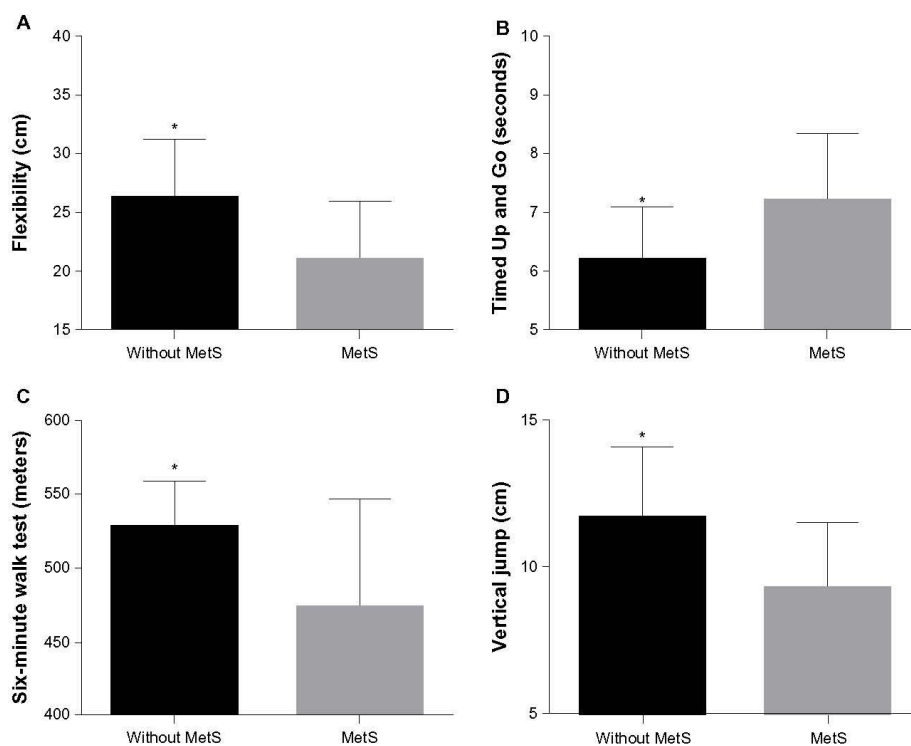 A
Flexibility (cm)
40
35
30
25
20
15
*
Without MetS
MetS
B
Timed Up and Go (seconds)
10
9
8
7
6
5
*
Without MetS
MetS
C
Six-minute walk test (meters)
600
550
500
450
400
*
Without MetS
MetS
D
Vertical jump (cm)
15
10
5
*
Without MetS
MetS